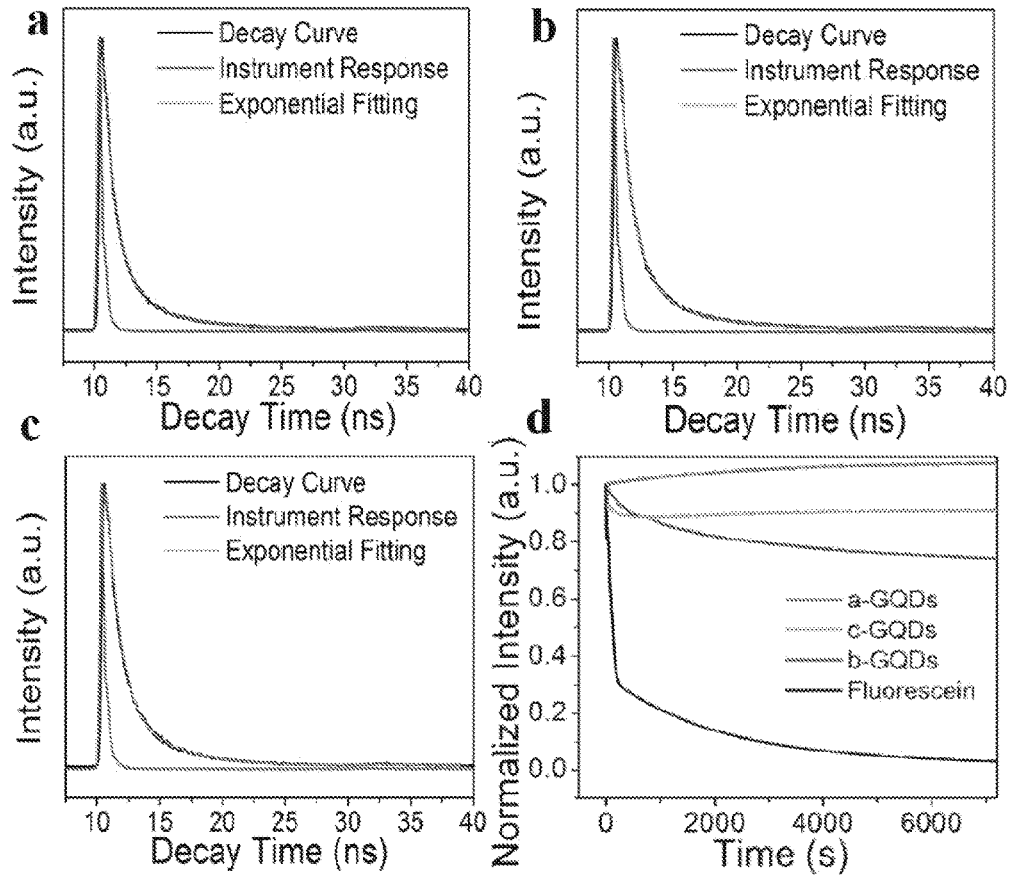 a
Decay Curve
Instrument Response
Exponential Fitting
Intensity (a.u.)
10 15 20 25 30 35 40
Decay Time (ns)
b
Decay Curve
Instrument Response
Exponential Fitting
Intensity (a.u.)
10 15 20 25 30 35 40
Decay Time (ns)
c
Decay Curve
Instrument Response
Exponential Fitting
Intensity (a.u.)
10 15 20 25 30 35 40
Decay Time (ns)
d
Normalized Intensity (a.u.)
1.0
0.8
0.6
0.4
0.2
0.0
a-GQDs
c-GQDs
b-GQDs
Fluorescein
0 2000 4000 6000
Time (s)